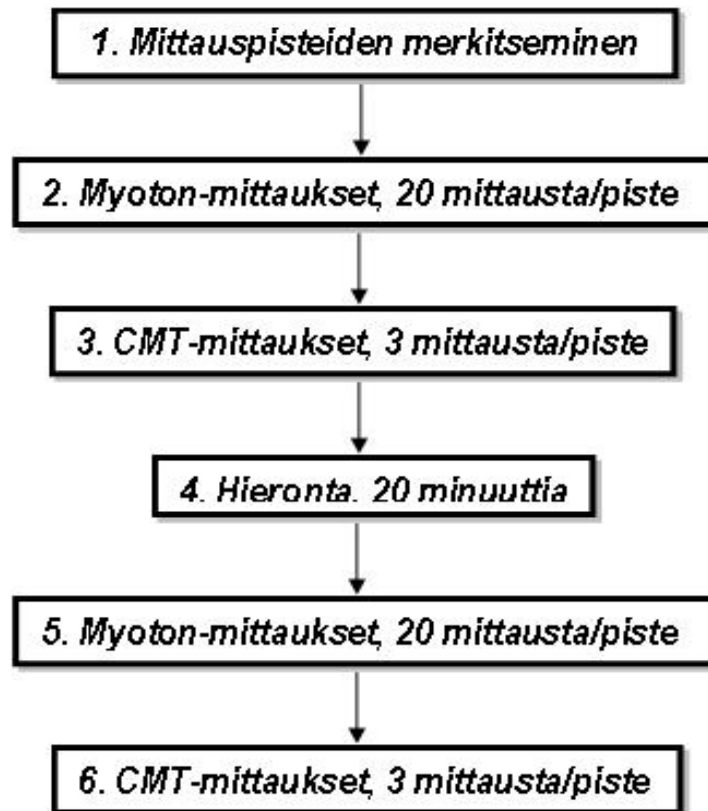 1. Mittauspisteiden merkitseminen
2. Myoton-mittaukset, 20 mittausta/piste
3. CMT-mittaukset, 3 mittausta/piste
4. Hieronta. 20 minuuttia
5. Myoton-mittaukset, 20 mittausta/piste
6. CMT-mittaukset, 3 mittausta/piste